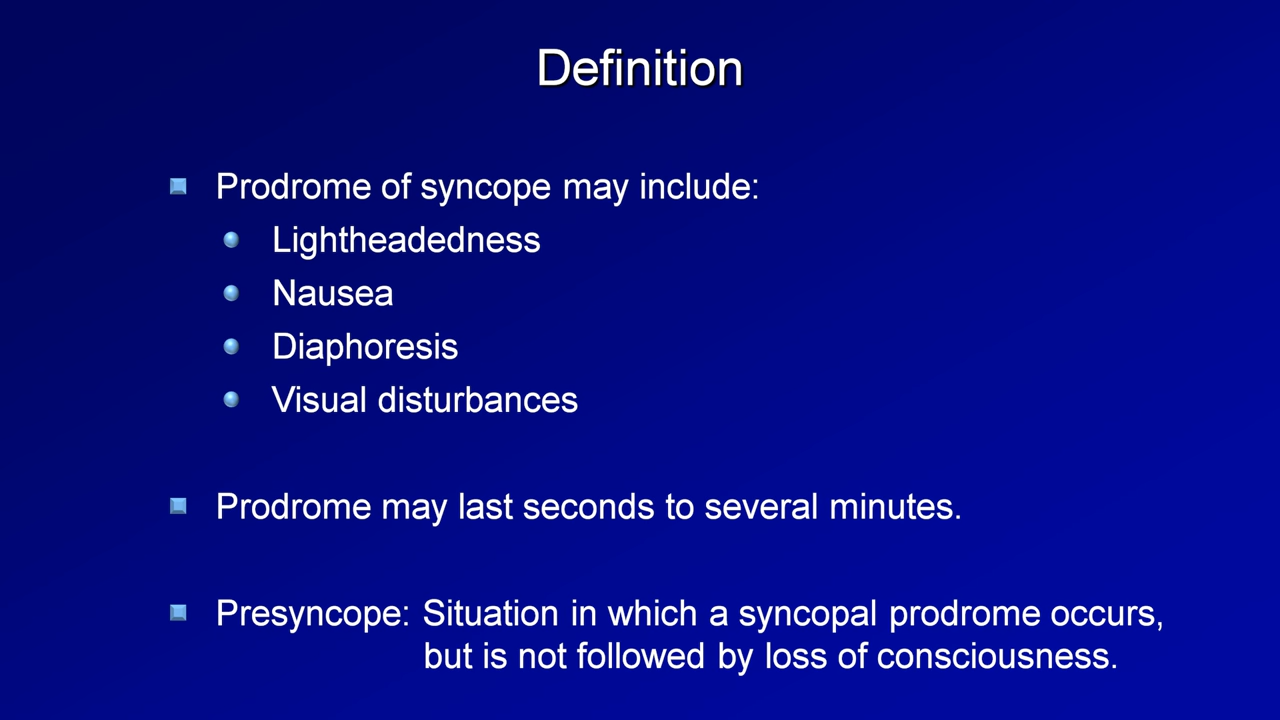 Definition
Prodrome of syncope may include:
Lightheadedness
Nausea
Diaphoresis
Visual disturbances
Prodrome may last seconds to several minutes.
Presyncope: Situation in which a syncopal prodrome occurs,
but is not followed by loss of consciousness.